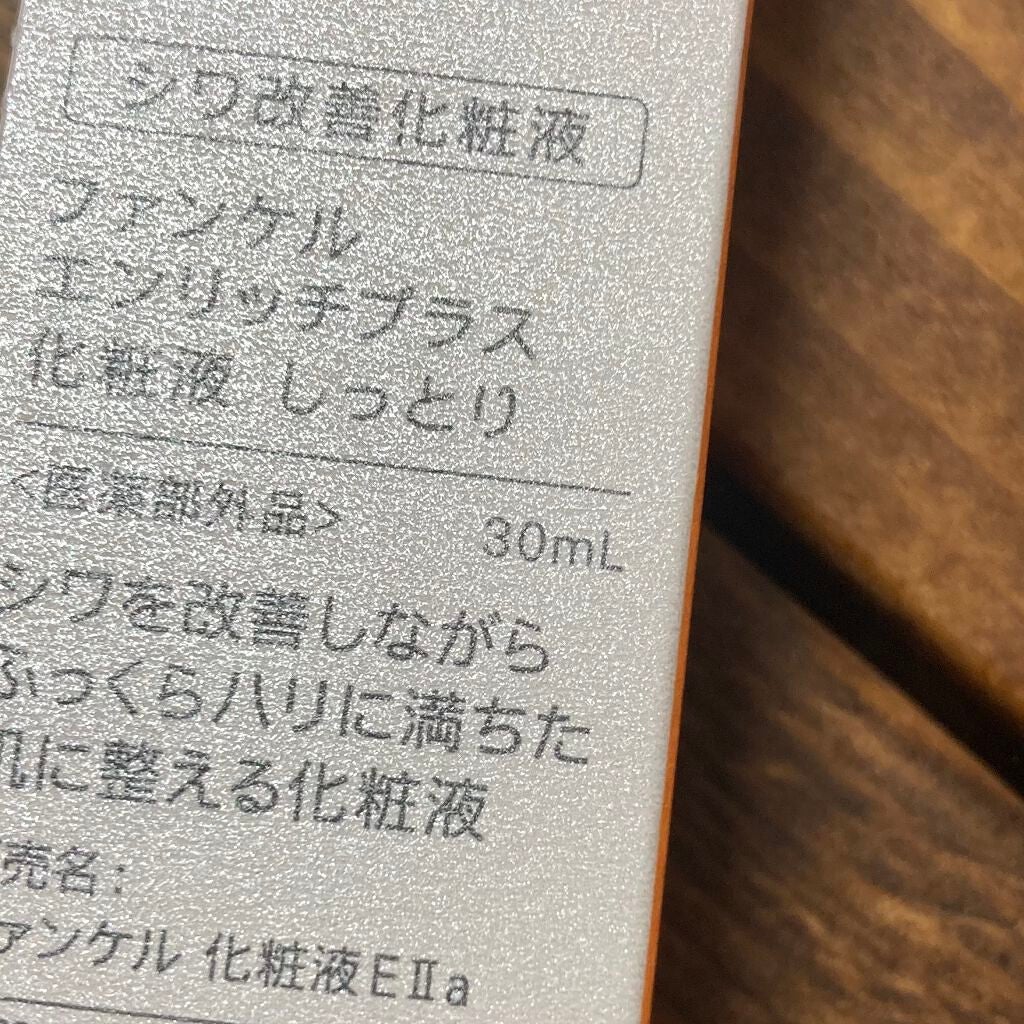 シワ改善化粧液
ファンケル
エンリッチプラス
化粧液 しっとり
<医薬部外品> 30mL
シワを改善しながら
ふっくらハリに満ちた
肌に整える化粧液
売名:
ァンケル 化粧液EⅡa